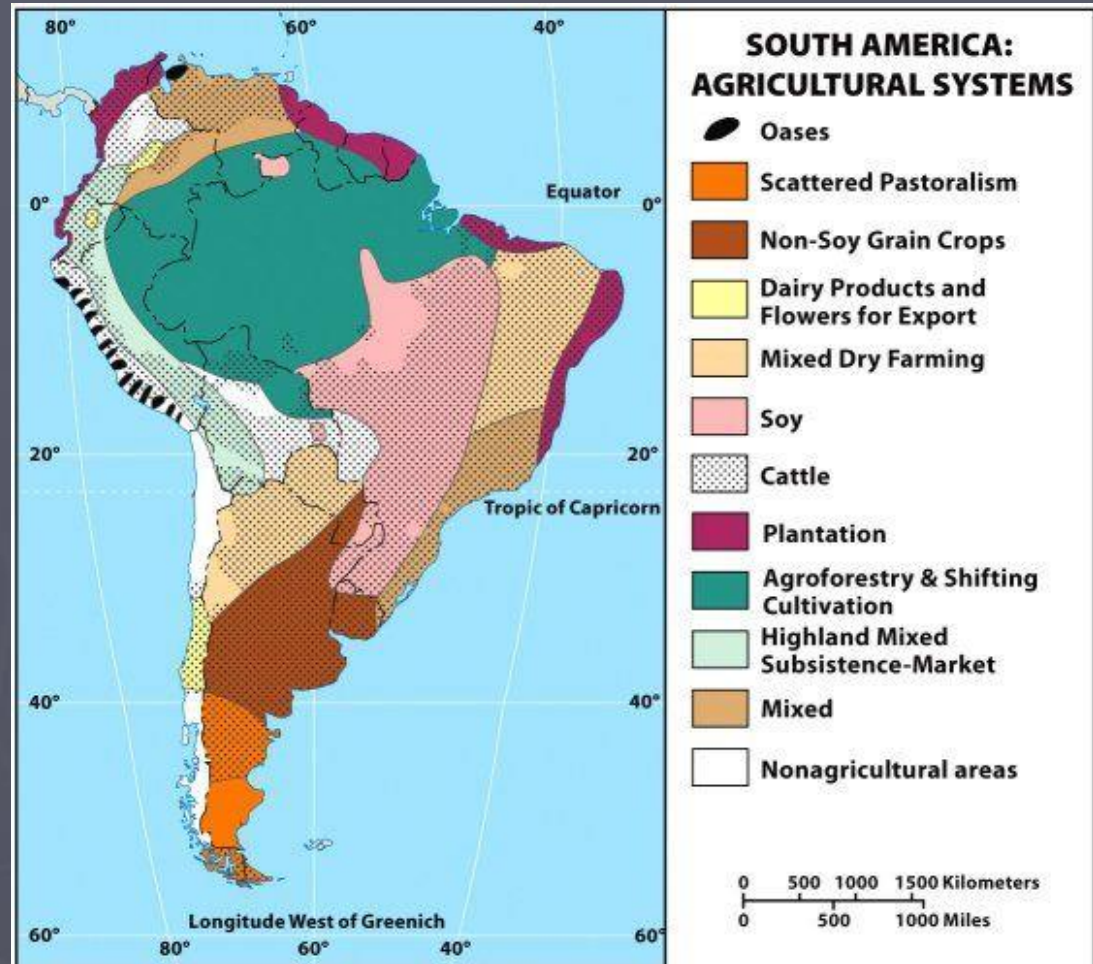 80°
60°
40°
SOUTH AMERICA:
AGRICULTURAL SYSTEMS
Oases
Scattered Pastoralism
Equator
0°
0°
Non-Soy Grain Crops
Dairy Products and
Flowers for Export
Mixed Dry Farming
Soy
20°
20°
Cattle
Tropic of Capricorn
Plantation
Agroforestry & Shifting
Cultivation
Highland Mixed
Subsistence-Market
40°
40°
Mixed
Nonagricultural areas
0 500 1000 1500 Kilometers
0 500 1000 Miles
Longitude West of Greenich
60°
60°
80°
60°
40°